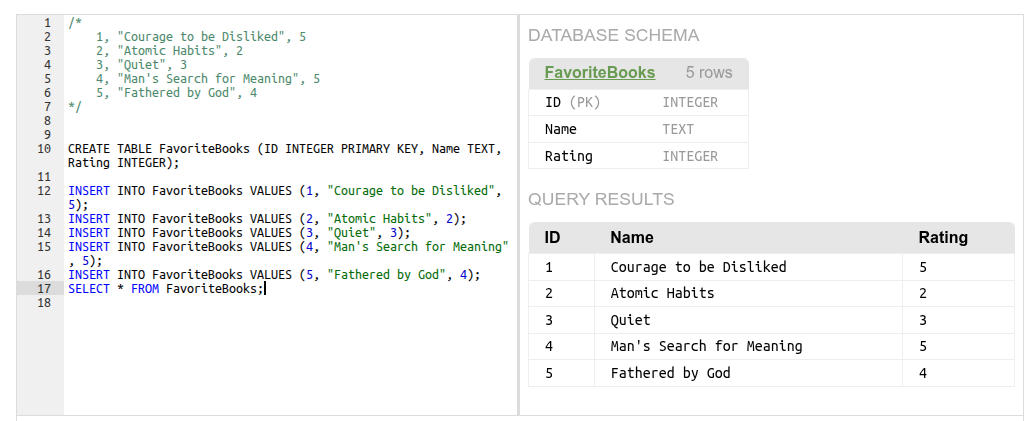 1 /*
2 1, "Courage to be Disliked", 5
3 2, "Atomic Habits", 2
4 3, "Quiet", 3
5 4, "Man's Search for Meaning", 5
6 5, "Fathered by God", 4
7 */
8
9
10 CREATE TABLE FavoriteBooks (ID INTEGER PRIMARY KEY, Name TEXT,
Rating INTEGER);
11
12 INSERT INTO FavoriteBooks VALUES (1, "Courage to be Disliked",
5);
13 INSERT INTO FavoriteBooks VALUES (2, "Atomic Habits", 2);
14 INSERT INTO FavoriteBooks VALUES (3, "Quiet", 3);
15 INSERT INTO FavoriteBooks VALUES (4, "Man's Search for Meaning"
, 5);
16 INSERT INTO FavoriteBooks VALUES (5, "Fathered by God", 4);
17 SELECT * FROM FavoriteBooks;
18
DATABASE SCHEMA
FavoriteBooks 5 rows
ID (PK) INTEGER
Name TEXT
Rating INTEGER
QUERY RESULTS
ID Name Rating
1 Courage to be Disliked 5
2 Atomic Habits 2
3 Quiet 3
4 Man's Search for Meaning 5
5 Fathered by God 4